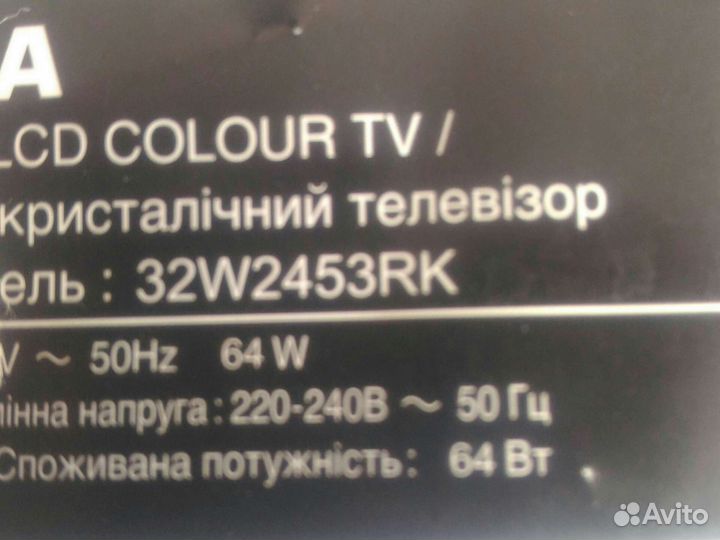 A
LCD COLOUR TV /
кристалічний телевізор
ель : 32W2453RK
V ~ 50Hz 64 W
інна напруга: 220-240В ~ 50 Гц
Споживана потужність: 64 Вт
Avito